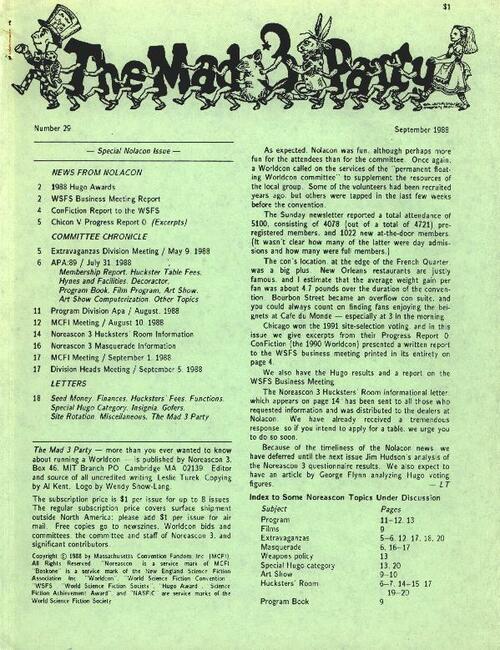 $1
The Mad 3 Party
Number 29
September 1988
— Special Nolacon Issue —
NEWS FROM NOLACON
2 1988 Hugo Awards
2 WSFS Business Meeting Report
4 ConFiction Report to the WSFS
5 Chicon V Progress Report 0 (Excerpts)
COMMITTEE CHRONICLE
5 Extravaganzas Division Meeting / May 9, 1988
6 APA:89 / July 31, 1988
Membership Report. Huckster Table Fees.
Hynes and Facilities. Decorator.
Program Book. Film Program. Art Show.
Art Show Computerization. Other Topics
11 Program Division Apa / August, 1988
12 MCFI Meeting / August 10, 1988
14 Noreascon 3 Hucksters' Room Information
16 Noreascon 3 Masquerade Information
17 MCFI Meeting / September 1, 1988
17 Division Heads Meeting / September 5, 1988
LETTERS
18 Seed Money. Finances. Hucksters' Fees. Functions.
Special Hugo Category. Insignia. Gofers.
Site Rotation. Miscellaneous. The Mad 3 Party
The Mad 3 Party — more than you ever wanted to know
about running a Worldcon — is published by Noreascon 3,
Box 46, MIT Branch PO, Cambridge MA 02139. Editor
and source of all uncredited writing: Leslie Turek. Copying
by Al Kent. Logo by Wendy Snow-Lang.
The subscription price is $1 per issue for up to 8 issues.
The regular subscription price covers surface shipment
outside North America; please add $1 per issue for air
mail. Free copies go to newszines, Worldcon bids and
committees, the committee and staff of Noreascon 3, and
significant contributors.
Copyright © 1988 by Massachusetts Convention Fandom, Inc. (MCFI).
All Rights Reserved. "Noreascon" is a service mark of MCFI.
"Boskone" is a service mark of the New England Science Fiction
Association, Inc. "Worldcon", "World Science Fiction Convention",
"WSFS", "World Science Fiction Society", "Hugo Award", "Science
Fiction Achievement Award", and "NASFiC" are service marks of the
World Science Fiction Society.
As expected, Nolacon was fun, although perhaps more
fun for the attendees than for the committee. Once again,
a Worldcon called on the services of the "permanent floating
Worldcon committee" to supplement the resources of
the local group. Some of the volunteers had been recruited
years ago, but others were tapped in the last few weeks
before the convention.
The Sunday newsletter reported a total attendance of
5100, consisting of 4078 (out of a total of 4721) pre-
registered members, and 1022 new at-the-door members.
(It wasn't clear how many of the latter were day admis-
sions and how many were full members.)
The con's location, at the edge of the French Quarter,
was a big plus. New Orleans restaurants are justly
famous, and I estimate that the average weight gain per
fan was about 4.7 pounds over the duration of the conven-
tion. Bourbon Street became an overflow con suite, and
you could always count on finding fans enjoying the bei-
gnets at Cafe du Monde — especially at 3 in the morning.
Chicago won the 1991 site-selection voting, and in this
issue we give excerpts from their Progress Report 0.
ConFiction (the 1990 Worldcon) presented a written report
to the WSFS business meeting printed in its entirety on
page 4.
We also have the Hugo results and a report on the
WSFS Business Meeting.
The Noreascon 3 Hucksters' Room informational letter,
which appears on page 14, has been sent to all those who
requested information and was distributed to the dealers at
Nolacon. We have already received a tremendous
response, so if you intend to apply for a table, we urge you
to do so soon.
Because of the timeliness of the Nolacon news, we
have deferred until the next issue Jim Hudson's analysis of
the Noreascon 3 questionnaire results. We also expect to
have an article by George Flynn analyzing Hugo voting
figures. — LT
Index to Some Noreascon Topics Under Discussion
Subject Pages
Program 11–12, 13
Films 9
Extravaganzas 5–6, 12, 17, 18, 20
Masquerade 6, 16–17
Weapons policy 13
Special Hugo category 13, 20
Art Show 9–10
Hucksters' Room 6–7, 14–15, 17
19–20
Program Book 9